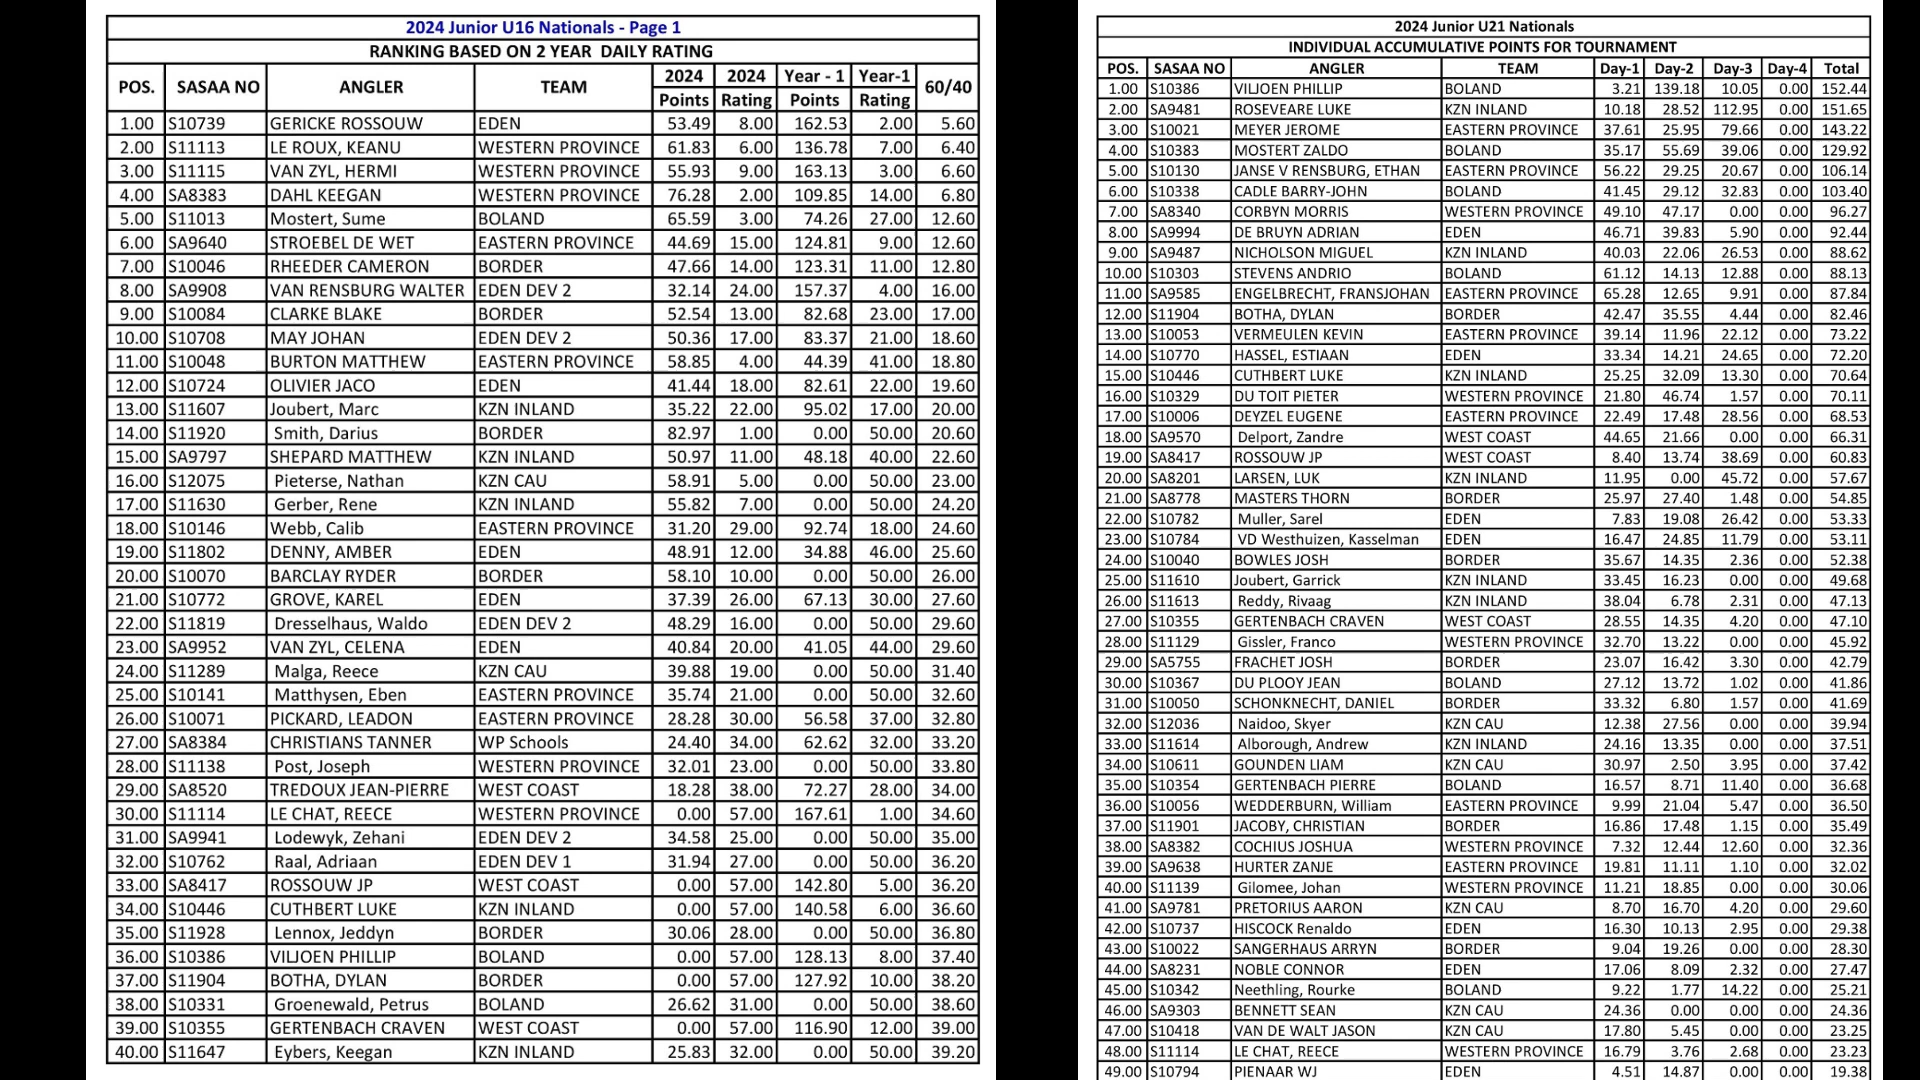 2024 Junior U16 Nationals - Page 1
RANKING BASED ON 2 YEAR DAILY RATING
POS. SASAA NO ANGLER TEAM 2024 Points 2024 Rating Year - 1 Points Year-1 Rating 60/40
1.00 S10739 GERICKE ROSSOUW EDEN 53.49 8.00 162.53 2.00 5.60
2.00 S11113 LE ROUX, KEANU WESTERN PROVINCE 61.83 6.00 136.78 7.00 6.40
3.00 S11115 VAN ZYL, HERMI WESTERN PROVINCE 55.93 9.00 163.13 3.00 6.60
4.00 SA8383 DAHL KEEGAN WESTERN PROVINCE 76.28 2.00 109.85 14.00 6.80
5.00 S11013 Mostert, Sume BOLAND 65.59 3.00 74.26 27.00 12.60
6.00 SA9640 STROEBEL DE WET EASTERN PROVINCE 44.69 15.00 124.81 9.00 12.60
7.00 S10046 RHEEDER CAMERON BORDER 47.66 14.00 123.31 11.00 12.80
8.00 SA9908 VAN RENSBURG WALTER EDEN DEV 2 32.14 24.00 157.37 4.00 16.00
9.00 S10084 CLARKE BLAKE BORDER 52.54 13.00 82.68 23.00 17.00
10.00 S10708 MAY JOHAN EDEN DEV 2 50.36 17.00 83.37 21.00 18.60
11.00 S10048 BURTON MATTHEW EASTERN PROVINCE 58.85 4.00 44.39 41.00 18.80
12.00 S10724 OLIVIER JACO EDEN 41.44 18.00 82.61 22.00 19.60
13.00 S11607 Joubert, Marc KZN INLAND 35.22 22.00 95.02 17.00 20.00
14.00 S11920 Smith, Darius BORDER 82.97 1.00 0.00 50.00 20.60
15.00 SA9797 SHEPARD MATTHEW KZN INLAND 50.97 11.00 48.18 40.00 22.60
16.00 S12075 Pieterse, Nathan KZN CAU 58.91 5.00 0.00 50.00 23.00
17.00 S11630 Gerber, Rene KZN INLAND 55.82 7.00 0.00 50.00 24.20
18.00 S10146 Webb, Calib EASTERN PROVINCE 31.20 29.00 92.74 18.00 24.60
19.00 S11802 DENNY, AMBER EDEN 48.91 12.00 34.88 46.00 25.60
20.00 S10070 BARCLAY RYDER BORDER 58.10 10.00 0.00 50.00 26.00
21.00 S10772 GROVE, KAREL EDEN 37.39 26.00 67.13 30.00 27.60
22.00 S11819 Dresselhaus, Waldo EDEN DEV 2 48.29 16.00 0.00 50.00 29.60
23.00 SA9952 VAN ZYL, CELENA EDEN 40.84 20.00 41.05 44.00 29.60
24.00 S11289 Malga, Reece KZN CAU 39.88 19.00 0.00 50.00 31.40
25.00 S10141 Matthysen, Eben EASTERN PROVINCE 35.74 21.00 0.00 50.00 32.60
26.00 S10071 PICKARD, LEADON EASTERN PROVINCE 28.28 30.00 56.58 37.00 32.80
27.00 SA8384 CHRISTIANS TANNER WP Schools 24.40 34.00 62.62 32.00 33.20
28.00 S11138 Post, Joseph WESTERN PROVINCE 32.01 23.00 0.00 50.00 33.80
29.00 SA8520 TREDOUX JEAN-PIERRE WEST COAST 18.28 38.00 72.27 28.00 34.00
30.00 S11114 LE CHAT, REECE WESTERN PROVINCE 0.00 57.00 167.61 1.00 34.60
31.00 SA9941 Lodewyk, Zehani EDEN DEV 2 34.58 25.00 0.00 50.00 35.00
32.00 S10762 Raal, Adriaan EDEN DEV 1 31.94 27.00 0.00 50.00 36.20
33.00 SA8417 ROSSOUW JP WEST COAST 0.00 57.00 142.80 5.00 36.20
34.00 S10446 CUTHBERT LUKE KZN INLAND 0.00 57.00 140.58 6.00 36.60
35.00 S11928 Lennox, Jeddyn BORDER 30.06 28.00 0.00 50.00 36.80
36.00 S10386 VILJOEN PHILLIP BOLAND 0.00 57.00 128.13 8.00 37.40
37.00 S11904 BOTHA, DYLAN BORDER 0.00 57.00 127.92 10.00 38.20
38.00 S10331 Groenewald, Petrus BOLAND 26.62 31.00 0.00 50.00 38.60
39.00 S10355 GERTENBACH CRAVEN WEST COAST 0.00 57.00 116.90 12.00 39.00
40.00 S11647 Eybers, Keegan KZN INLAND 25.83 32.00 0.00 50.00 39.20
2024 Junior U21 Nationals
INDIVIDUAL ACCUMULATIVE POINTS FOR TOURNAMENT
POS. SASAA NO ANGLER TEAM Day-1 Day-2 Day-3 Day-4 Total
1.00 S10386 VILJOEN PHILLIP BOLAND 3.21 139.18 10.05 0.00 152.44
2.00 SA9481 ROSEVEARE LUKE KZN INLAND 10.18 28.52 112.95 0.00 151.65
3.00 S10021 MEYER JEROME EASTERN PROVINCE 37.61 25.95 79.66 0.00 143.22
4.00 S10383 MOSTERT ZALDO BOLAND 35.17 55.69 39.06 0.00 129.92
5.00 S10130 JANSE V RENSBURG, ETHAN EASTERN PROVINCE 56.22 29.25 20.67 0.00 106.14
6.00 S10338 CADLE BARRY-JOHN BOLAND 41.45 29.12 32.83 0.00 103.40
7.00 SA8340 CORBYN MORRIS WESTERN PROVINCE 49.10 47.17 0.00 0.00 96.27
8.00 SA9994 DE BRUYN ADRIAN EDEN 46.71 39.83 5.90 0.00 92.44
9.00 SA9487 NICHOLSON MIGUEL KZN INLAND 40.03 22.06 26.53 0.00 88.62
10.00 S10303 STEVENS ANDRIO BOLAND 61.12 14.13 12.88 0.00 88.13
11.00 SA9585 ENGELBRECHT, FRANSJOHAN EASTERN PROVINCE 65.28 12.65 9.91 0.00 87.84
12.00 S11904 BOTHA, DYLAN BORDER 42.47 35.55 4.44 0.00 82.46
13.00 S10053 VERMEULEN KEVIN EASTERN PROVINCE 39.14 11.96 22.12 0.00 73.22
14.00 S10770 HASSEL, ESTIAAN EDEN 33.34 14.21 24.65 0.00 72.20
15.00 S10446 CUTHBERT LUKE KZN INLAND 25.25 32.09 13.30 0.00 70.64
16.00 S10329 DU TOIT PIETER WESTERN PROVINCE 21.80 46.74 1.57 0.00 70.11
17.00 S10006 DEYZEL EUGENE EASTERN PROVINCE 22.49 17.48 28.56 0.00 68.53
18.00 SA9570 Delport, Zandre WEST COAST 44.65 21.66 0.00 0.00 66.31
19.00 SA8417 ROSSOUW JP WEST COAST 8.40 13.74 38.69 0.00 60.83
20.00 SA8201 LARSEN, LUK KZN INLAND 11.95 0.00 45.72 0.00 57.67
21.00 SA8778 MASTERS THORN BORDER 25.97 27.40 1.48 0.00 54.85
22.00 S10782 Muller, Sarel EDEN 7.83 19.08 26.42 0.00 53.33
23.00 S10784 VD Westhuizen, Kasselman EDEN 16.47 24.85 11.79 0.00 53.11
24.00 S10040 BOWLES JOSH BORDER 35.67 14.35 2.36 0.00 52.38
25.00 S11610 Joubert, Garrick KZN INLAND 33.45 16.23 0.00 0.00 49.68
26.00 S11613 Reddy, Rivaag KZN INLAND 38.04 6.78 2.31 0.00 47.13
27.00 S10355 GERTENBACH CRAVEN WEST COAST 28.55 14.35 4.20 0.00 47.10
28.00 S11129 Gissler, Franco WESTERN PROVINCE 32.70 13.22 0.00 0.00 45.92
29.00 SA5755 FRACHET JOSH BORDER 23.07 16.42 3.30 0.00 42.79
30.00 S10367 DU PLOOY JEAN BOLAND 27.12 13.72 1.02 0.00 41.86
31.00 S10050 SCHONKNECHT, DANIEL BORDER 33.32 6.80 1.57 0.00 41.69
32.00 S12036 Naidoo, Skyer KZN CAU 12.38 27.56 0.00 0.00 39.94
33.00 S11614 Alborough, Andrew KZN INLAND 24.16 13.35 0.00 0.00 37.51
34.00 S10611 GOUNDEN LIAM KZN CAU 30.97 2.50 3.95 0.00 37.42
35.00 S10354 GERTENBACH PIERRE BOLAND 16.57 8.71 11.40 0.00 36.68
36.00 S10056 WEDDERBURN, William EASTERN PROVINCE 9.99 21.04 5.47 0.00 36.50
37.00 S11901 JACOBY, CHRISTIAN BORDER 16.86 17.48 1.15 0.00 35.49
38.00 SA8382 COCHIUS JOSHUA WESTERN PROVINCE 7.32 12.44 12.60 0.00 32.36
39.00 SA9638 HURTER ZANJE EASTERN PROVINCE 19.81 11.11 1.10 0.00 32.02
40.00 S11139 Gilomee, Johan WESTERN PROVINCE 11.21 18.85 0.00 0.00 30.06
41.00 SA9781 PRETORIUS AARON KZN CAU 8.70 16.70 4.20 0.00 29.60
42.00 S10737 HISCOCK Renaldo EDEN 16.30 10.13 2.95 0.00 29.38
43.00 S10022 SANGERHAUS ARRYN BORDER 9.04 19.26 0.00 0.00 28.30
44.00 SA8231 NOBLE CONNOR EDEN 17.06 8.09 2.32 0.00 27.47
45.00 S10342 Neethling, Rourke BOLAND 9.22 1.77 14.22 0.00 25.21
46.00 SA9303 BENNETT SEAN KZN CAU 24.36 0.00 0.00 0.00 24.36
47.00 S10418 VAN DE WALT JASON KZN CAU 17.80 5.45 0.00 0.00 23.25
48.00 S11114 LE CHAT, REECE WESTERN PROVINCE 16.79 3.76 2.68 0.00 23.23
49.00 S10794 PIENAAR WJ EDEN 4.51 14.87 0.00 0.00 19.38